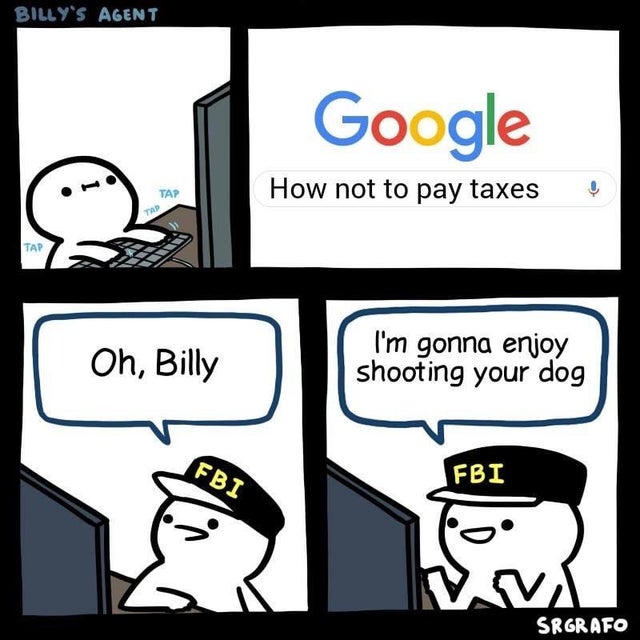 BILLY'S AGENT
TAP
TAP
TAP
Google
How not to pay taxes
Oh, Billy
FBI
I'm gonna enjoy
shooting your dog
FBI
SRGRAFO